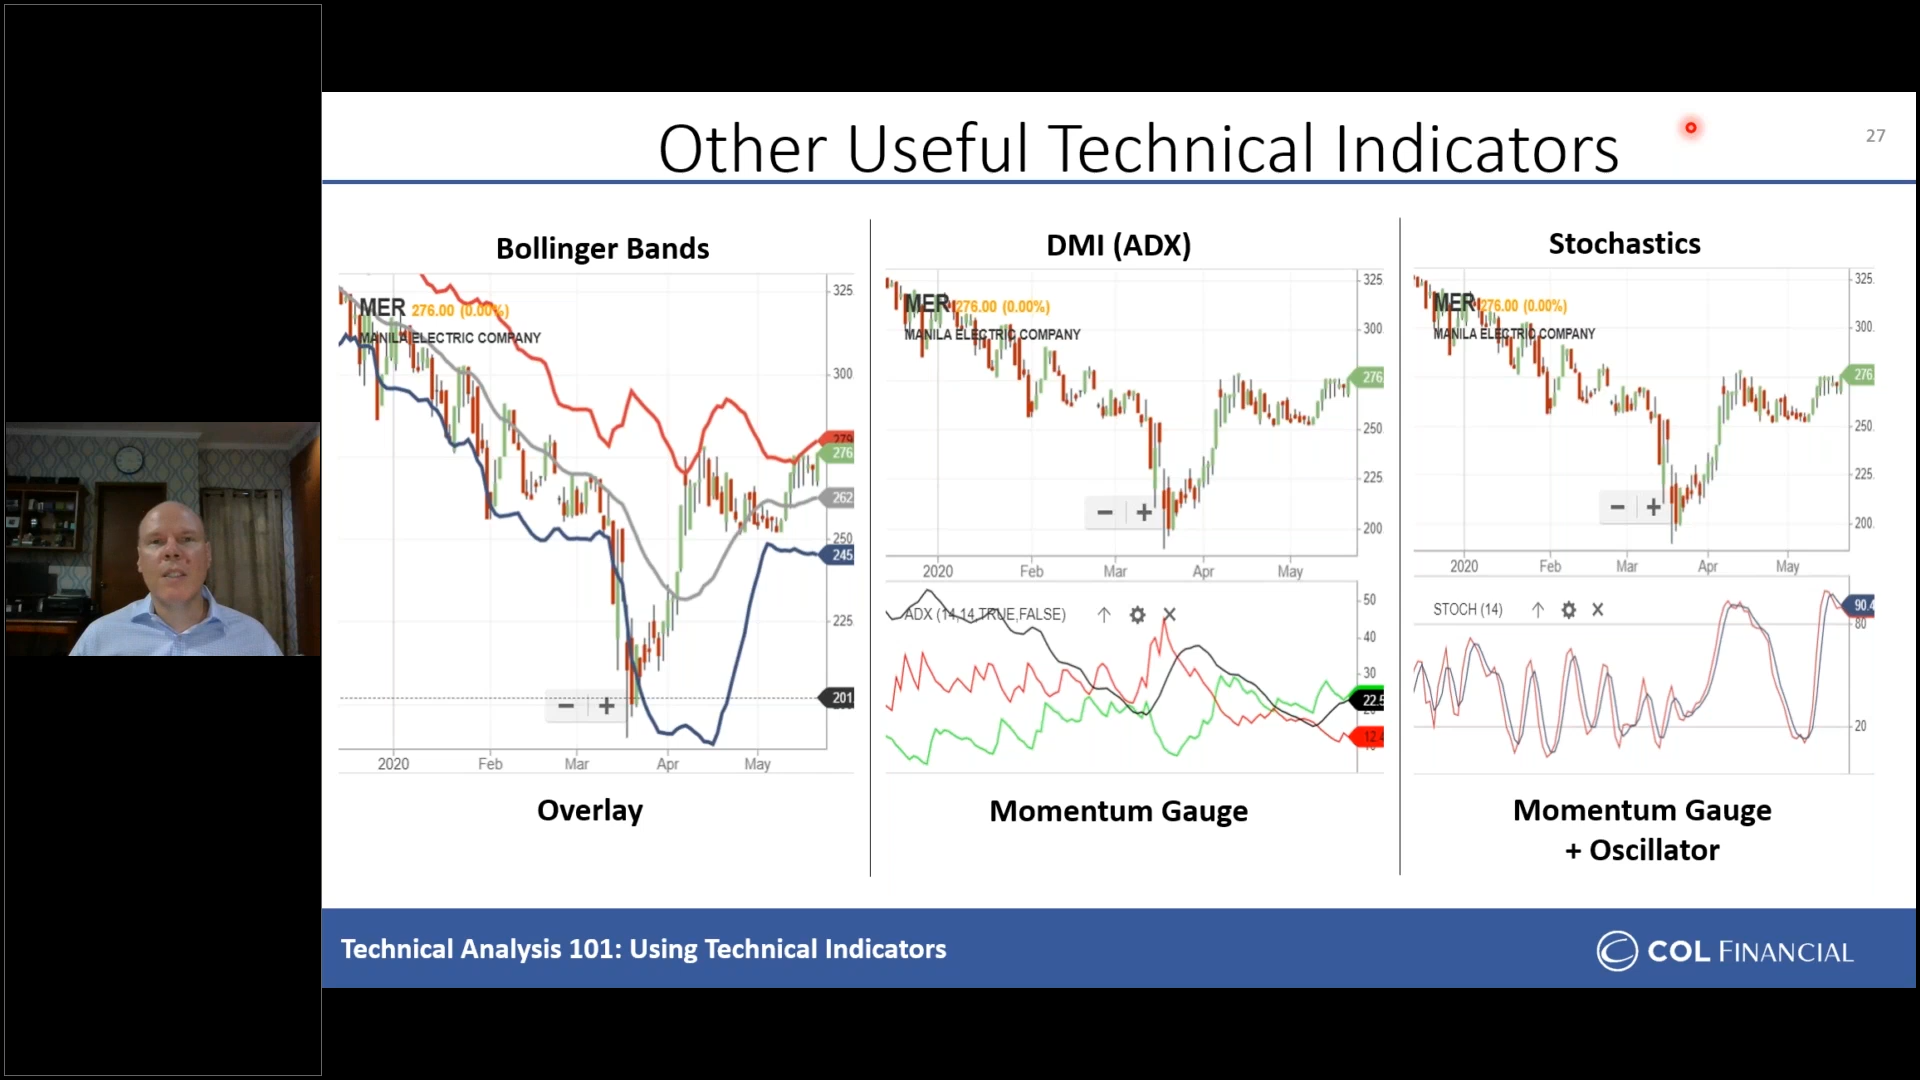 Other Useful Technical Indicators
27
Bollinger Bands
MER 276.00 (0.00%)
MANILA ELECTRIC COMPANY
325
300
279
276
262
250
245
225
201
− +
2020 Feb Mar Apr May
Overlay
DMI (ADX)
MER 276.00 (0.00%)
MANILA ELECTRIC COMPANY
325
300
276
250
225
200
− +
2020 Feb Mar Apr May
ADX (14,14,TRUE,FALSE)
50
40
30
22.5
12.4
Momentum Gauge
Stochastics
MER 276.00 (0.00%)
MANILA ELECTRIC COMPANY
325
300
276
250
225
200
− +
2020 Feb Mar Apr May
STOCH (14)
90.4
80
20
Momentum Gauge
+ Oscillator
Technical Analysis 101: Using Technical Indicators
COL FINANCIAL